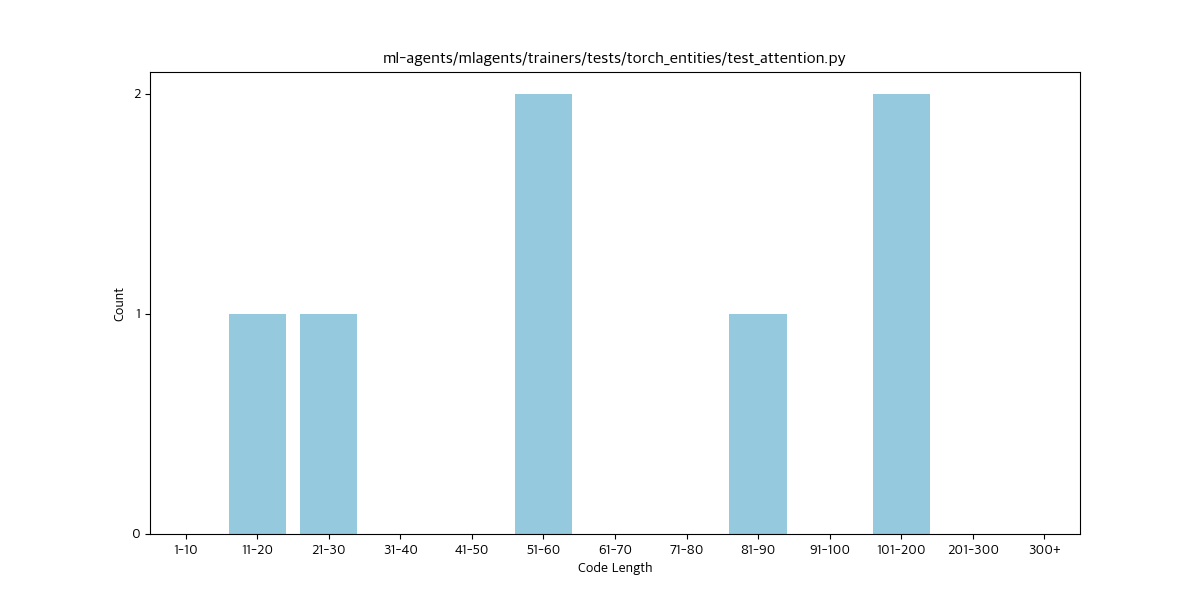 ml-agents/mlagents/trainers/tests/torch_entities/test_attention.py
2
1
0
Count
1-10 11-20 21-30 31-40 41-50 51-60 61-70 71-80 81-90 91-100 101-200 201-300 300+
Code Length